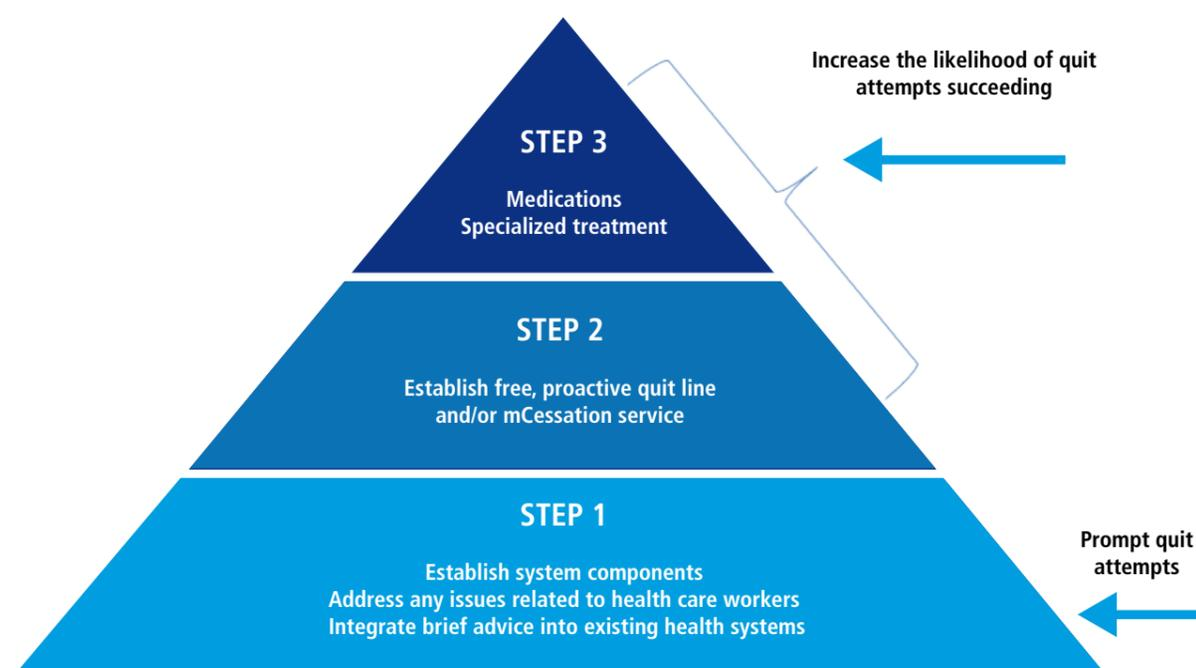 Increase the likelihood of quit
attempts succeeding
STEP 3
Medications
Specialized treatment
STEP 2
Establish free, proactive quit line
and/or mCessation service
STEP 1
Establish system components
Address any issues related to health care workers
Integrate brief advice into existing health systems
Prompt quit
attempts